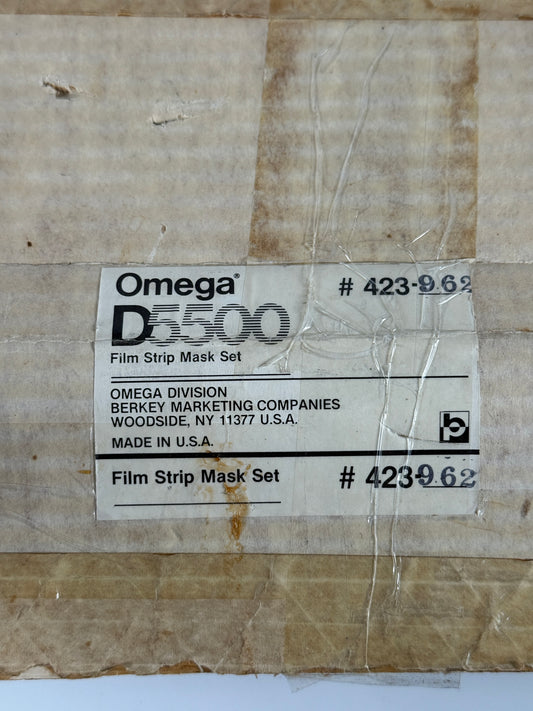 Omega® # 423-962
D5500
Film Strip Mask Set
OMEGA DIVISION
BERKEY MARKETING COMPANIES
WOODSIDE, NY 11377 U.S.A.
MADE IN U.S.A.
Film Strip Mask Set # 423-962